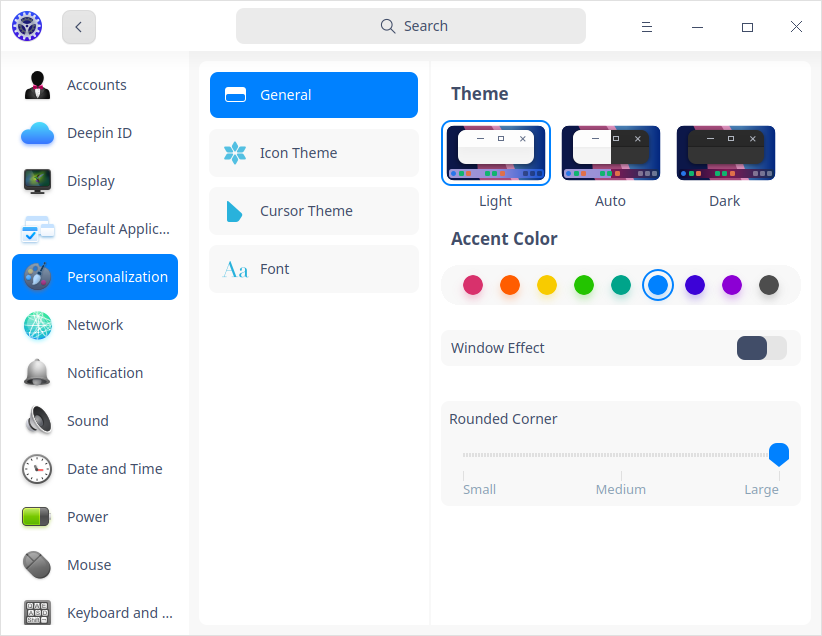 Search
Accounts
Deepin ID
Display
Default Applic...
Personalization
Network
Notification
Sound
Date and Time
Power
Mouse
Keyboard and ...
General
Icon Theme
Cursor Theme
Aa Font
Theme
Light Auto Dark
Accent Color
Window Effect
Rounded Corner
Small Medium Large